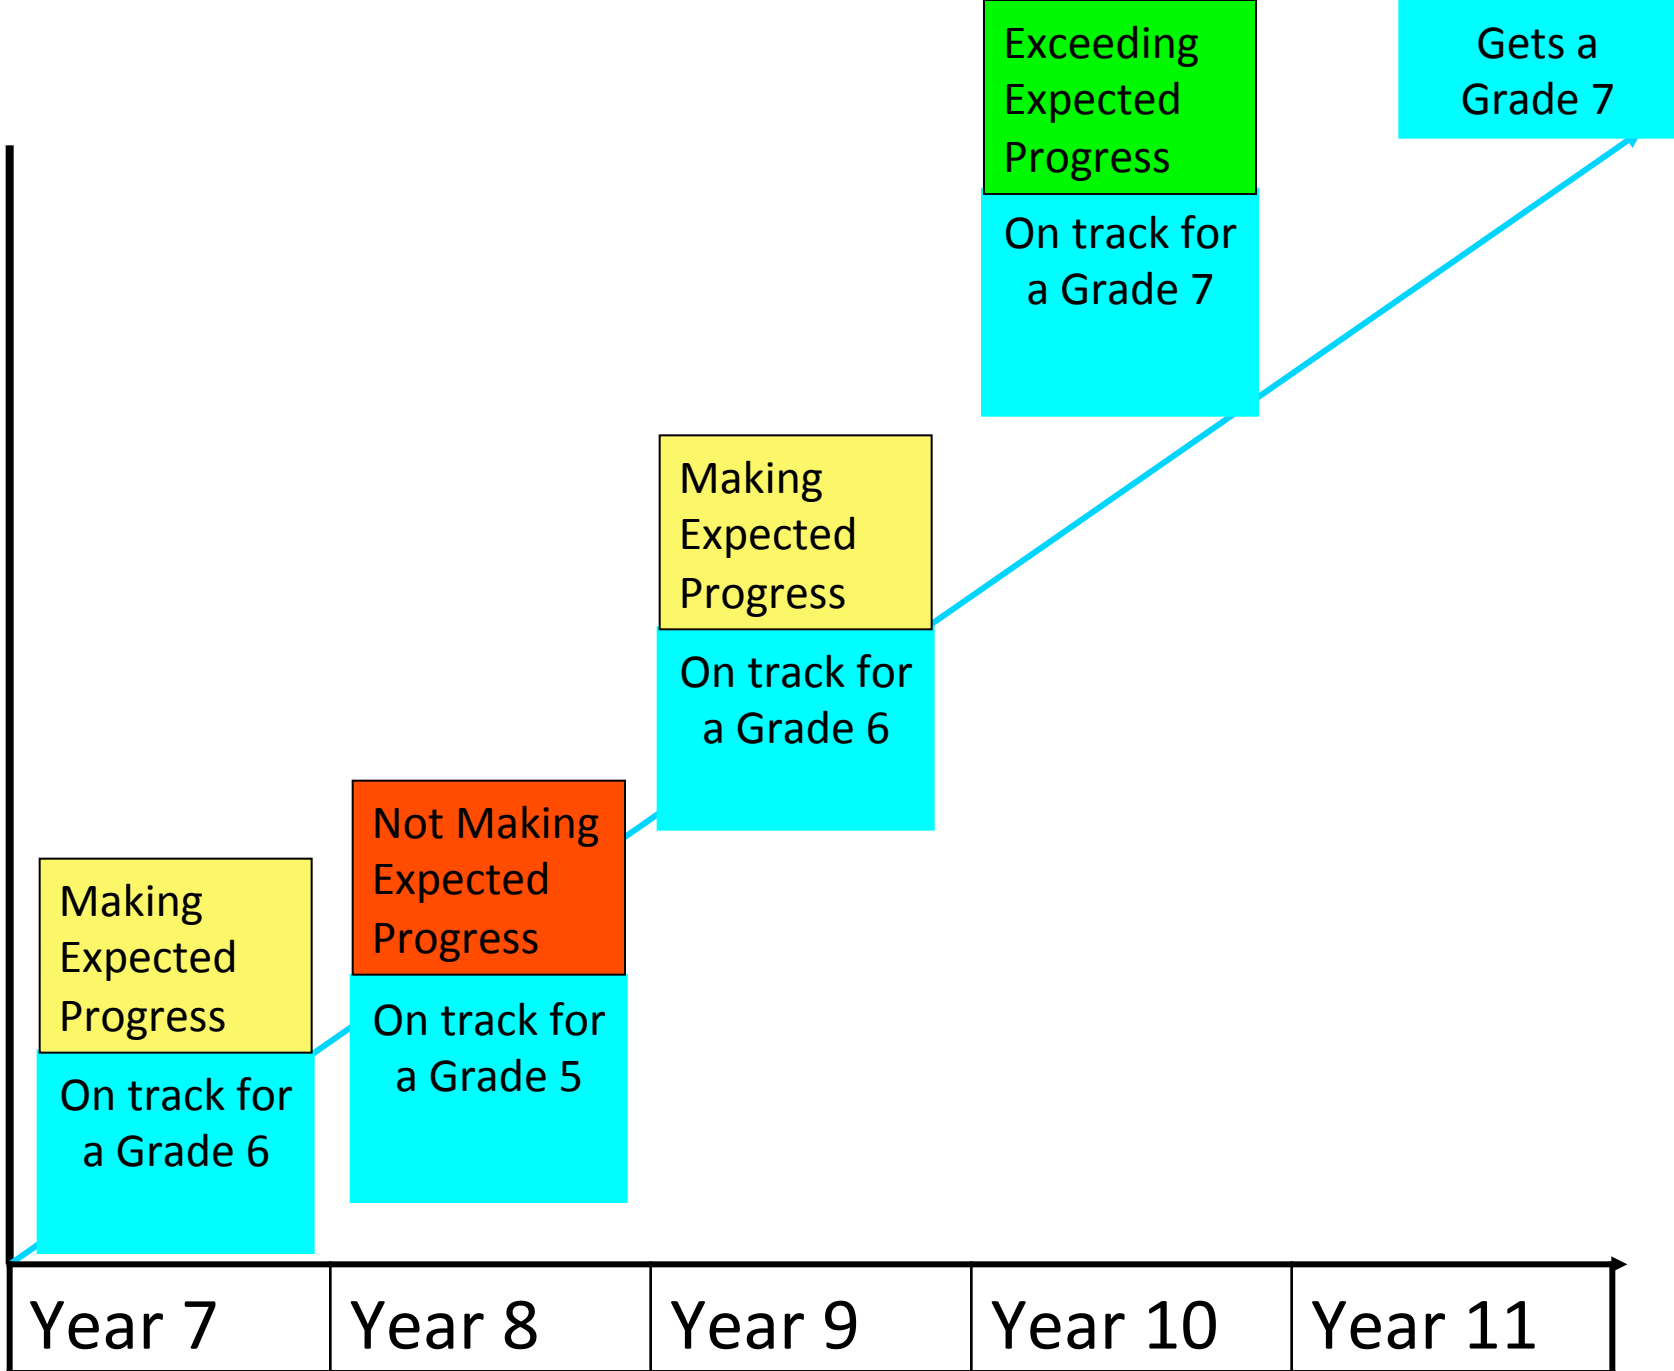 Exceeding
Expected
Progress
On track for
a Grade 7
Gets a
Grade 7
Making
Expected
Progress
On track for
a Grade 6
Not Making
Expected
Progress
On track for
a Grade 5
Making
Expected
Progress
On track for
a Grade 6
Year 7
Year 8
Year 9
Year 10
Year 11